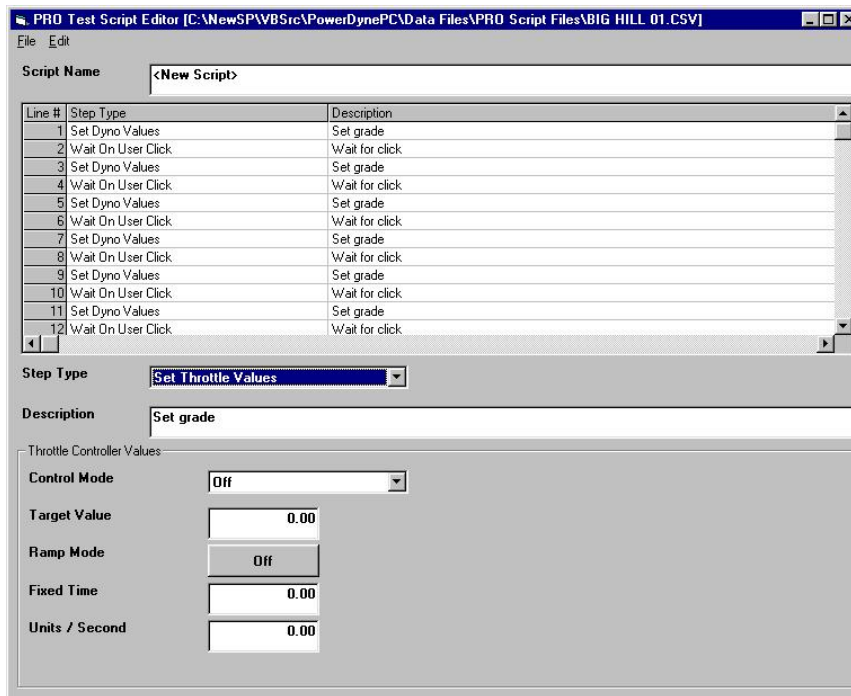 PRO Test Script Editor [C:\NewSP\VBSrc\PowerDynePC\Data Files\PRO Script Files\BIG HILL 01.CSV]
File Edit
Script Name <New Script>
Line # Step Type Description
1 Set Dyno Values Set grade
2 Wait On User Click Wait for click
3 Set Dyno Values Set grade
4 Wait On User Click Wait for click
5 Set Dyno Values Set grade
6 Wait On User Click Wait for click
7 Set Dyno Values Set grade
8 Wait On User Click Wait for click
9 Set Dyno Values Set grade
10 Wait On User Click Wait for click
11 Set Dyno Values Set grade
12 Wait On User Click Wait for click
Step Type Set Throttle Values
Description Set grade
Throttle Controller Values
Control Mode Off
Target Value 0.00
Ramp Mode Off
Fixed Time 0.00
Units / Second 0.00